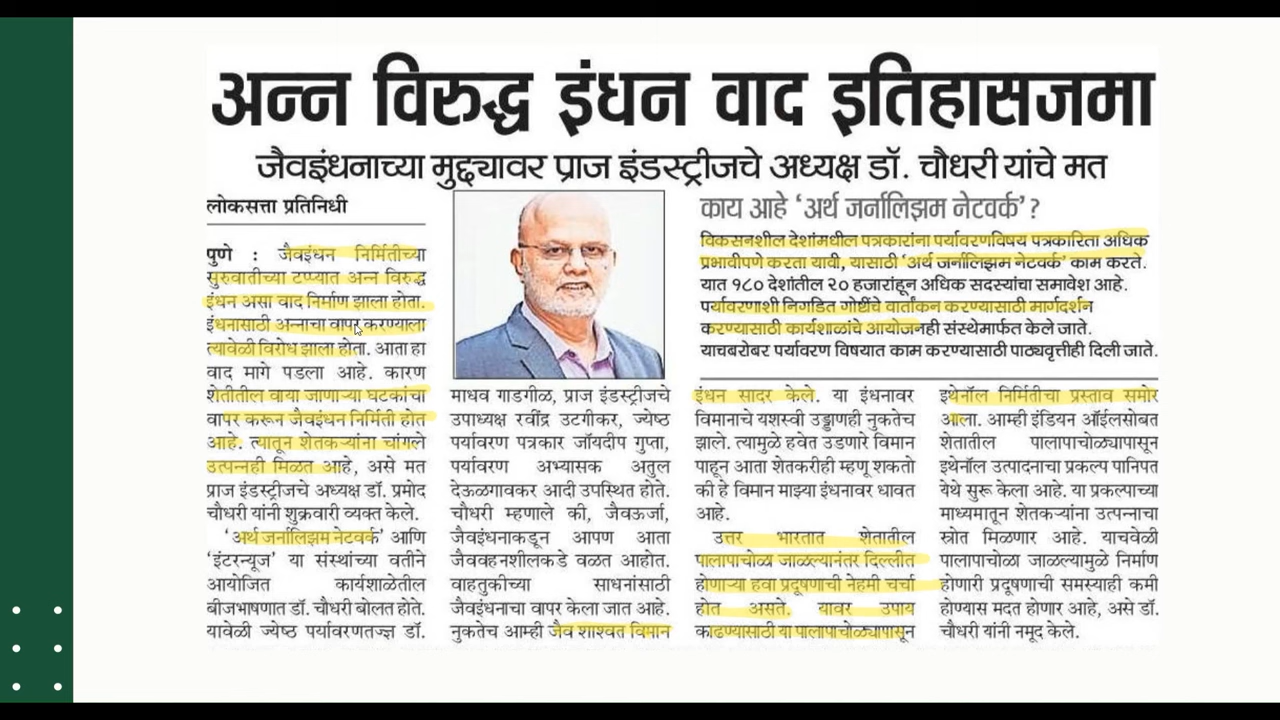 अन्न विरुद्ध इंधन वाद इतिहासजमा
जैवइंधनाच्या मुद्द्यावर प्राज इंडस्ट्रीजचे अध्यक्ष डॉ. चौधरी यांचे मत
लोकसत्ता प्रतिनिधी
पुणे : जैवइंधन निर्मितीच्या
सुरुवातीच्या टप्प्यात अन्न विरुद्ध
इंधन असा वाद निर्माण झाला होता.
इंधनासाठी अन्नाचा वापर करण्याला
त्यावेळी विरोध झाला होता. आता हा
वाद मागे पडला आहे. कारण
शेतीतील वाया जाणाऱ्या घटकांचा
वापर करून जैवइंधन निर्मिती होत
आहे. त्यातून शेतकऱ्यांना चांगले
उत्पन्नही मिळत आहे, असे मत
प्राज इंडस्ट्रीजचे अध्यक्ष डॉ. प्रमोद
चौधरी यांनी शुक्रवारी व्यक्त केले.
‘अर्थ जर्नालिझम नेटवर्क’ आणि
‘इंटरन्यूज’ या संस्थांच्या वतीने
आयोजित कार्यशाळेतील
बीजभाषणात डॉ. चौधरी बोलत होते.
यावेळी ज्येष्ठ पर्यावरणतज्ज्ञ डॉ.
माधव गाडगीळ, प्राज इंडस्ट्रीजचे
उपाध्यक्ष रवींद्र उटगीकर, ज्येष्ठ
पर्यावरण पत्रकार जॉयदीप गुप्ता,
पर्यावरण अभ्यासक अतुल
देऊळगावकर आदी उपस्थित होते.
चौधरी म्हणाले की, जैवऊर्जा,
जैवइंधनाकडून आपण आता
जैववहनशीलकडे वळत आहोत.
वाहतुकीच्या साधनांसाठी
जैवइंधनाचा वापर केला जात आहे.
नुकतेच आम्ही जैव शाश्वत विमान
काय आहे ‘अर्थ जर्नालिझम नेटवर्क’?
विकसनशील देशांमधील पत्रकारांना पर्यावरणविषय पत्रकारिता अधिक
प्रभावीपणे करता यावी, यासाठी ‘अर्थ जर्नालिझम नेटवर्क’ काम करते.
यात १८० देशांतील २० हजारांहून अधिक सदस्यांचा समावेश आहे.
पर्यावरणाशी निगडित गोष्टींचे वार्तांकन करण्यासाठी मार्गदर्शन
करण्यासाठी कार्यशाळांचे आयोजनही संस्थेमार्फत केले जाते.
याचबरोबर पर्यावरण विषयात काम करण्यासाठी पाठ्यवृत्तीही दिली जाते.
इंधन सादर केले. या इंधनावर
विमानाचे यशस्वी उड्डाणही नुकतेच
झाले. त्यामुळे हवेत उडणारे विमान
पाहून आता शेतकरीही म्हणू शकतो
की हे विमान माझ्या इंधनावर धावत
आहे.
उत्तर भारतात शेतातील
पालापाचोळा जाळल्यानंतर दिल्लीत
होणाऱ्या हवा प्रदूषणाची नेहमी चर्चा
होत असते. यावर उपाय
काढण्यासाठी या पालापाचोळ्यापासून
इथेनॉल निर्मितीचा प्रस्ताव समोर
आला. आम्ही इंडियन ऑईलसोबत
शेतातील पालापाचोळ्यापासून
इथेनॉल उत्पादनाचा प्रकल्प पानिपत
येथे सुरू केला आहे. या प्रकल्पाच्या
माध्यमातून शेतकऱ्यांना उत्पन्नाचा
स्रोत मिळणार आहे. याचवेळी
पालापाचोळा जाळल्यामुळे निर्माण
होणारी प्रदूषणाची समस्याही कमी
होण्यास मदत होणार आहे, असे डॉ.
चौधरी यांनी नमूद केले.